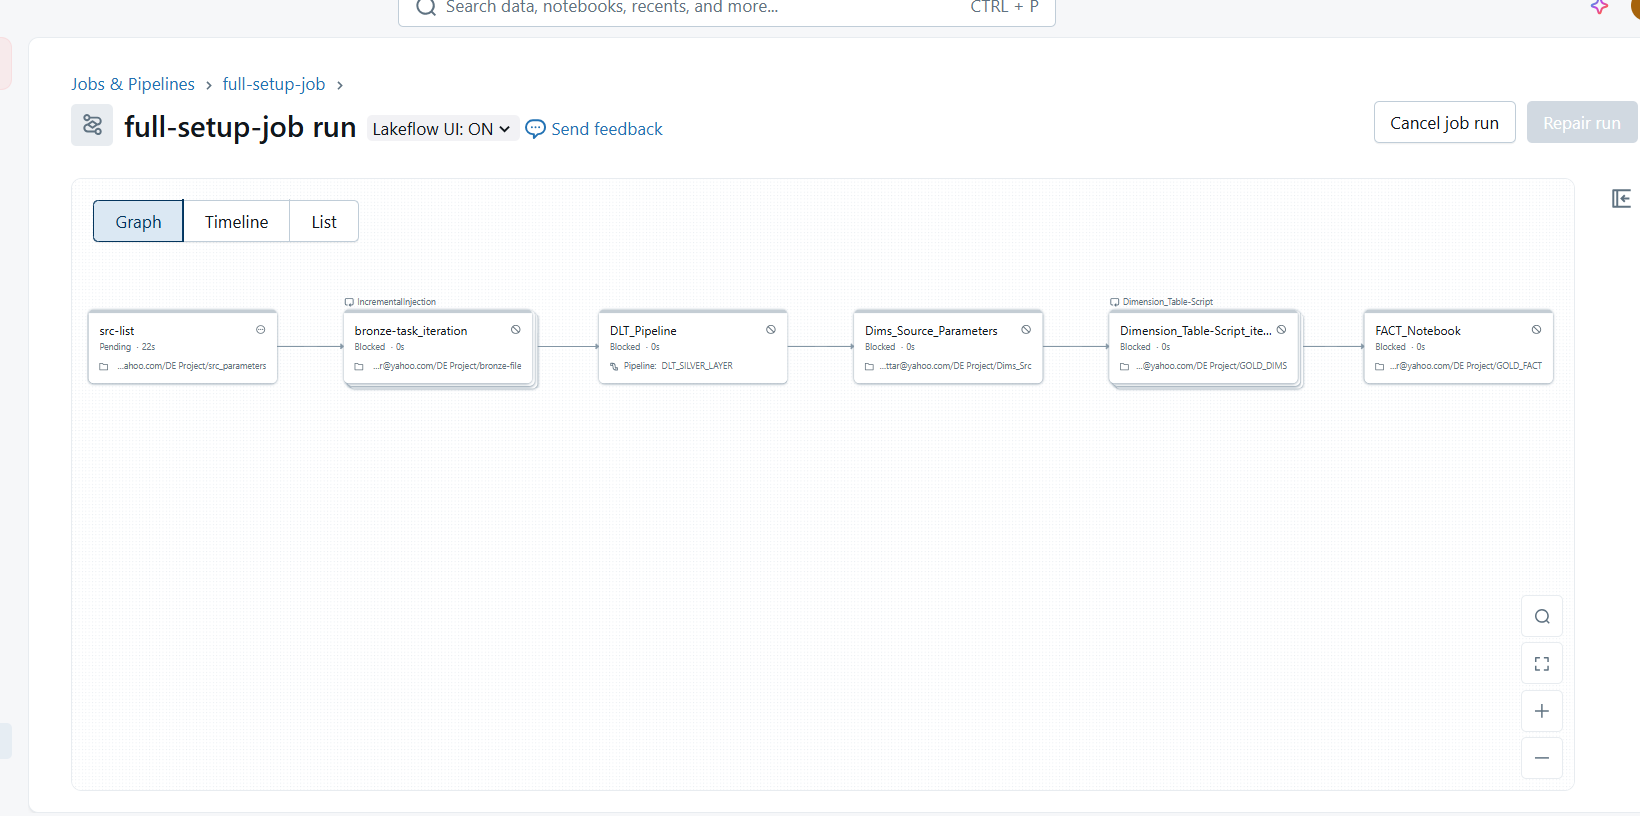 Search data, notebooks, recents, and more... CTRL + P
Jobs & Pipelines › full-setup-job ›
full-setup-job run Lakeflow UI: ON Send feedback
Cancel job run Repair run
Graph Timeline List
IncrementalInjection
Dimension_Table-Script
src-list
Pending · 22s
...ahoo.com/DE Project/src_parameters
bronze-task_iteration
Blocked · 0s
...r@yahoo.com/DE Project/bronze-file
DLT_Pipeline
Blocked · 0s
Pipeline: DLT_SILVER_LAYER
Dims_Source_Parameters
Blocked · 0s
...ttar@yahoo.com/DE Project/Dims_Src
Dimension_Table-Script_ite...
Blocked · 0s
...@yahoo.com/DE Project/GOLD_DIMS
FACT_Notebook
Blocked · 0s
...r@yahoo.com/DE Project/GOLD_FACT